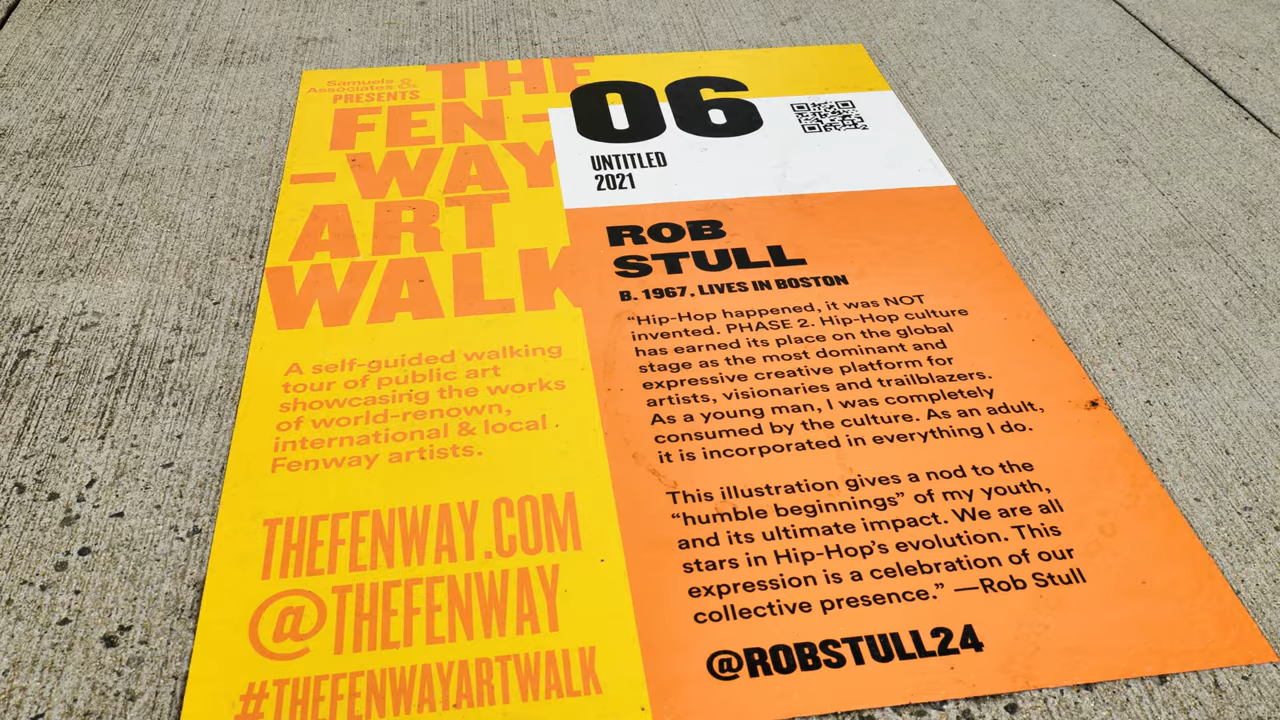 Samuels &
Associates
PRESENTS
THE
FEN-
-WAY
ART
WALK
A self-guided walking
tour of public art
showcasing the works
of world-renown,
international & local
Fenway artists.
THEFENWAY.COM
@THEFENWAY
#THEFENWAYARTWALK
06
UNTITLED
2021
ROB
STULL
B. 1967, LIVES IN BOSTON
“Hip-Hop happened, it was NOT
invented. PHASE 2. Hip-Hop culture
has earned its place on the global
stage as the most dominant and
expressive creative platform for
artists, visionaries and trailblazers.
As a young man, I was completely
consumed by the culture. As an adult,
it is incorporated in everything I do.
This illustration gives a nod to the
“humble beginnings” of my youth,
and its ultimate impact. We are all
stars in Hip-Hop’s evolution. This
expression is a celebration of our
collective presence.” —Rob Stull
@ROBSTULL24